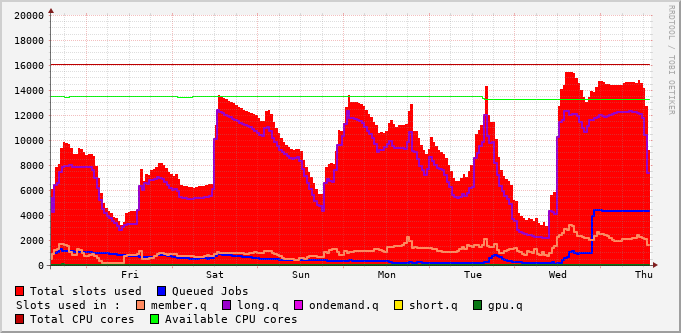 20000
18000
16000
14000
12000
10000
8000
6000
4000
2000
0
Fri Sat Sun Mon Tue Wed Thu
Total slots used Queued Jobs
Slots used in : member.q long.q ondemand.q short.q gpu.q
Total CPU cores Available CPU cores
RRDTOOL / TOBI OETIKER